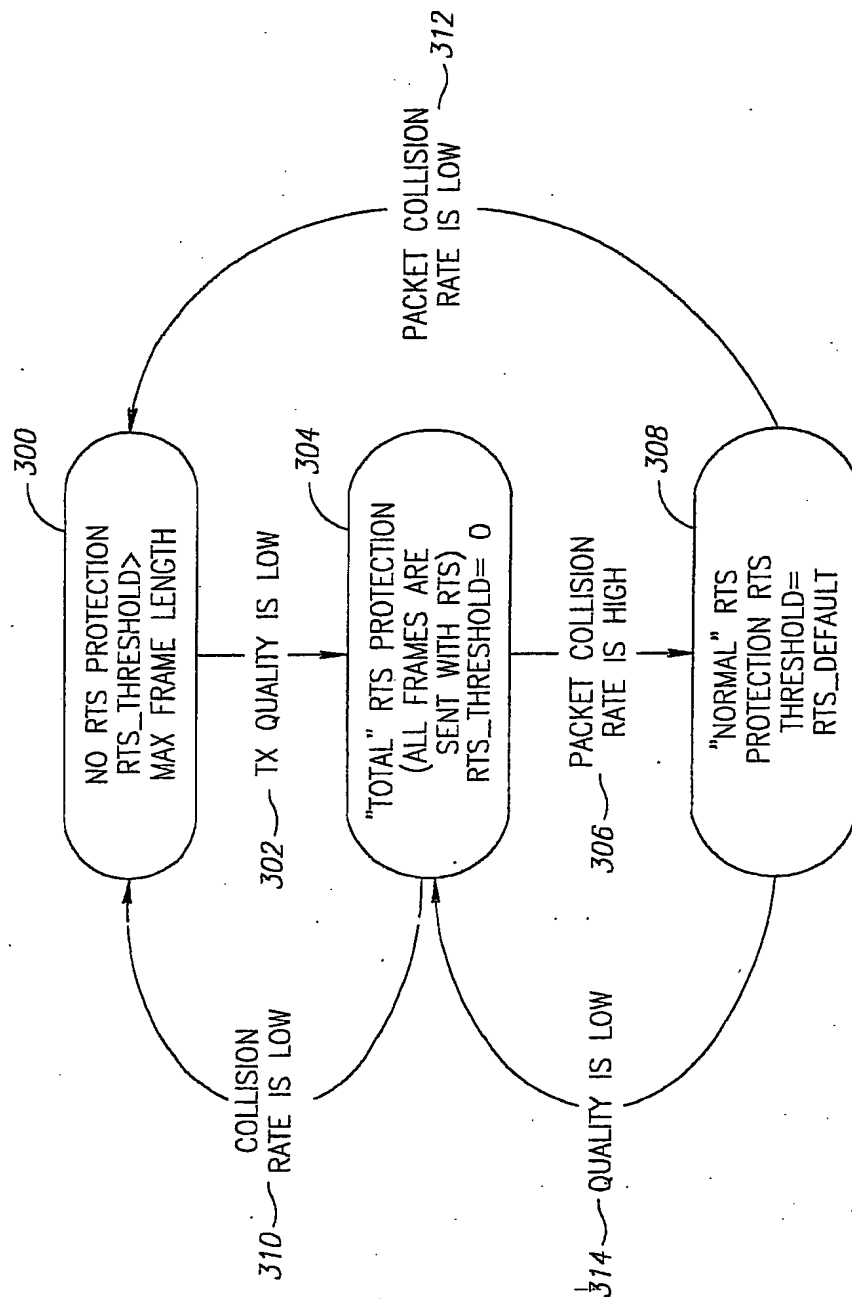 300
NO RTS PROTECTION
RTS_THRESHOLD>
MAX FRAME LENGTH
302
TX QUALITY IS LOW
304
"TOTAL" RTS PROTECTION
(ALL FRAMES ARE
SENT WITH RTS)
RTS_THRESHOLD= 0
306
PACKET COLLISION
RATE IS HIGH
308
"NORMAL" RTS
PROTECTION RTS
THRESHOLD=
RTS_DEFAULT
COLLISION
RATE IS LOW
310
PACKET COLLISION
RATE IS LOW
312
314
QUALITY IS LOW